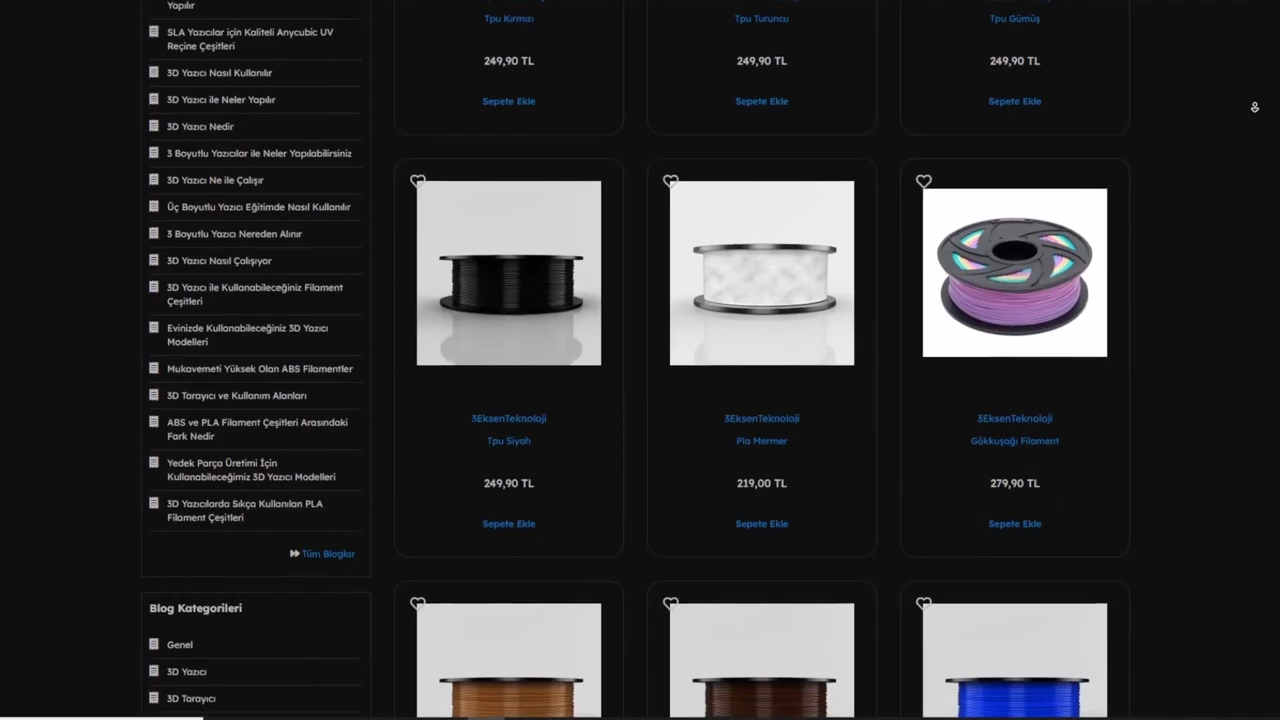 Yapılır
SLA Yazıcılar için Kaliteli Anycubic UV
Reçine Çeşitleri
3D Yazıcı Nasıl Kullanılır
3D Yazıcı ile Neler Yapılır
3D Yazıcı Nedir
3 Boyutlu Yazıcılar ile Neler Yapılabilirsiniz
3D Yazıcı Ne ile Çalışır
Üç Boyutlu Yazıcı Eğitimde Nasıl Kullanılır
3 Boyutlu Yazıcı Nereden Alınır
3D Yazıcı Nasıl Çalışıyor
3D Yazıcı ile Kullanabileceğiniz Filament
Çeşitleri
Evinizde Kullanabileceğiniz 3D Yazıcı
Modelleri
Mukavemeti Yüksek Olan ABS Filamentler
3D Tarayıcı ve Kullanım Alanları
ABS ve PLA Filament Çeşitleri Arasındaki
Fark Nedir
Yedek Parça Üretimi İçin
Kullanabileceğimiz 3D Yazıcı Modelleri
3D Yazıcılarda Sıkça Kullanılan PLA
Filament Çeşitleri
Tüm Bloglar
Blog Kategorileri
Genel
3D Yazıcı
3D Tarayıcı
Tpu Kırmızı
249,90 TL
Sepete Ekle
Tpu Turuncu
249,90 TL
Sepete Ekle
Tpu Gümüş
249,90 TL
Sepete Ekle
3EksenTeknoloji
Tpu Siyah
249,90 TL
Sepete Ekle
3EksenTeknoloji
Pla Mermer
219,00 TL
Sepete Ekle
3EksenTeknoloji
Gökkuşağı Filament
279,90 TL
Sepete Ekle